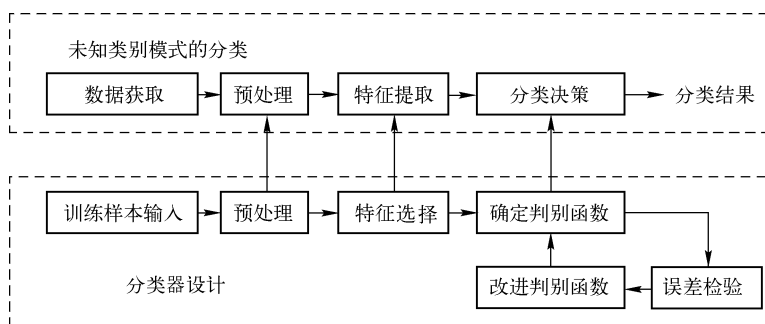 未知类别模式的分类
数据获取
预处理
特征提取
分类决策
分类结果
训练样本输入
预处理
特征选择
确定判别函数
分类器设计
改进判别函数
误差检验